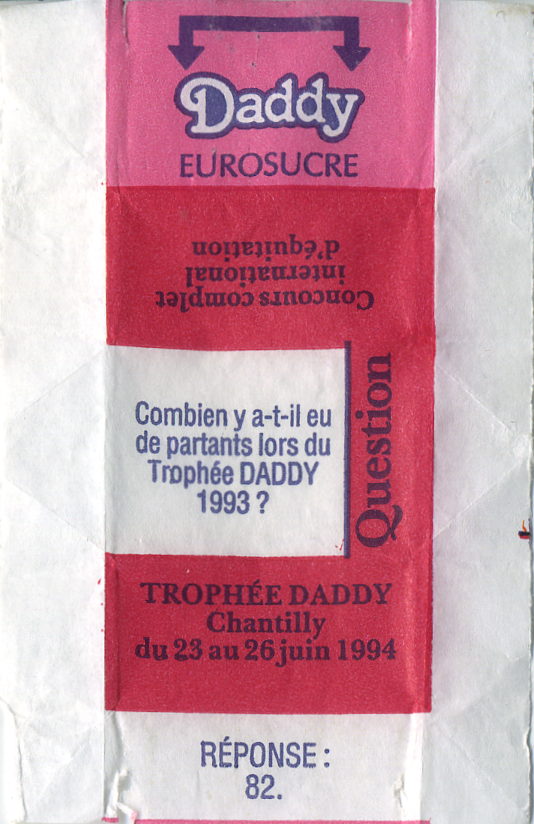 Daddy
EUROSUCRE
Concours complet
international
d'équitation
Combien y a-t-il eu
de partants lors du
Trophée DADDY
1993 ?
Question
TROPHÉE DADDY
Chantilly
du 23 au 26 juin 1994
RÉPONSE :
82.